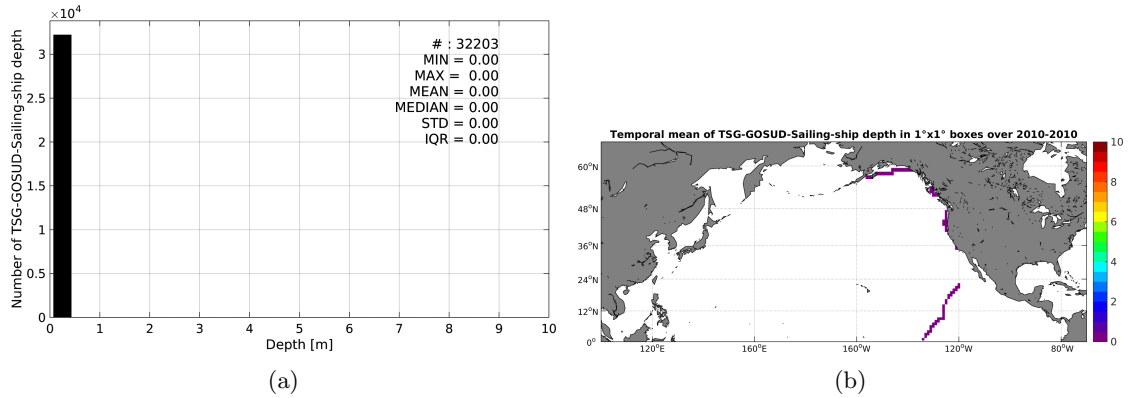 ×10⁴
Number of TSG-GOSUD-Sailing-ship depth
3
2.5
2
1.5
1
0.5
0
# : 32203
MIN = 0.00
MAX = 0.00
MEAN = 0.00
MEDIAN = 0.00
STD = 0.00
IQR = 0.00
0 1 2 3 4 5 6 7 8 9 10
Depth [m]
(a)
Temporal mean of TSG-GOSUD-Sailing-ship depth in 1°x1° boxes over 2010-2010
60°N
48°N
36°N
24°N
12°N
0°
120°E 160°E 160°W 120°W 80°W
10
8
6
4
2
0
(b)